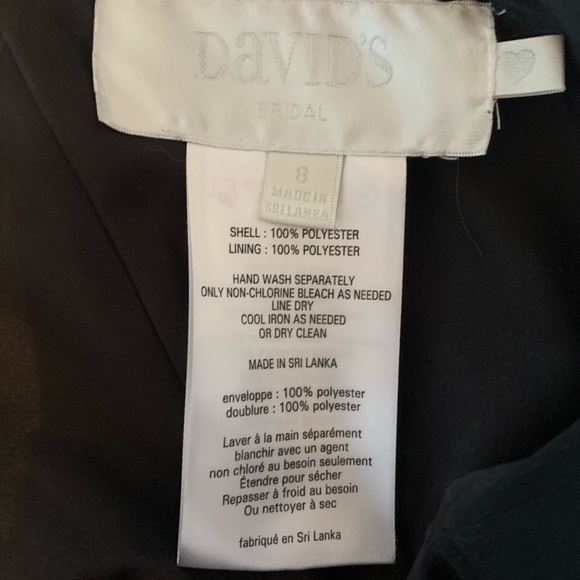 DaVID'S
BRIDAL
8
MADE IN
SRI LANKA
SHELL : 100% POLYESTER
LINING : 100% POLYESTER
HAND WASH SEPARATELY
ONLY NON-CHLORINE BLEACH AS NEEDED
LINE DRY
COOL IRON AS NEEDED
OR DRY CLEAN
MADE IN SRI LANKA
enveloppe : 100% polyester
doublure : 100% polyester
Laver à la main séparément
blanchir avec un agent
non chloré au besoin seulement
Étendre pour sécher
Repasser à froid au besoin
Ou nettoyer à sec
fabriqué en Sri Lanka